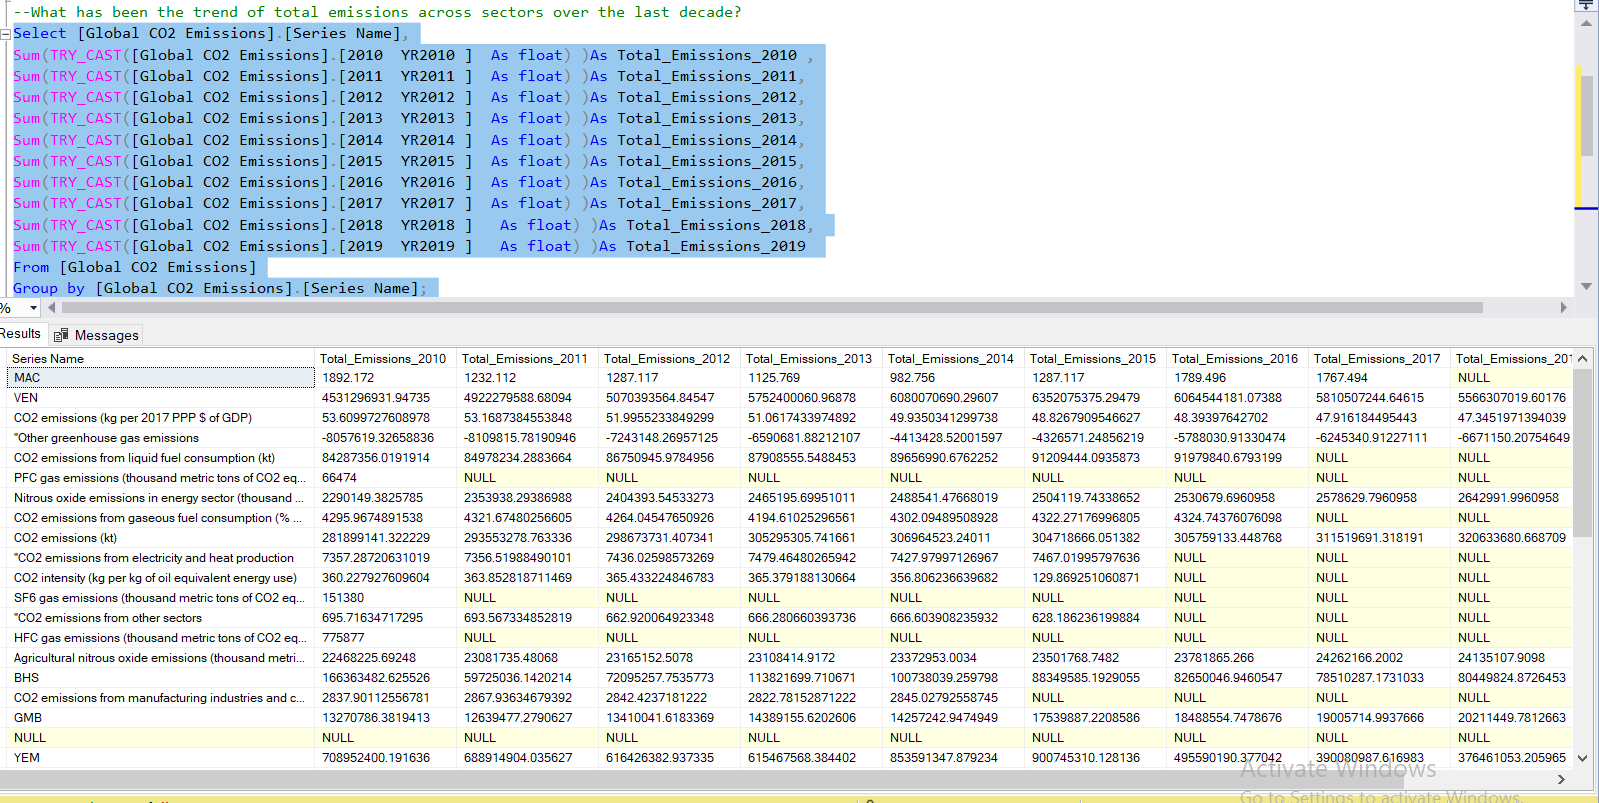 --What has been the trend of total emissions across sectors over the last decade?
Select [Global CO2 Emissions].[Series Name],
Sum(TRY_CAST([Global CO2 Emissions].[2010  YR2010 ]  As float) )As Total_Emissions_2010 ,
Sum(TRY_CAST([Global CO2 Emissions].[2011  YR2011 ]  As float) )As Total_Emissions_2011,
Sum(TRY_CAST([Global CO2 Emissions].[2012  YR2012 ]  As float) )As Total_Emissions_2012,
Sum(TRY_CAST([Global CO2 Emissions].[2013  YR2013 ]  As float) )As Total_Emissions_2013,
Sum(TRY_CAST([Global CO2 Emissions].[2014  YR2014 ]  As float) )As Total_Emissions_2014,
Sum(TRY_CAST([Global CO2 Emissions].[2015  YR2015 ]  As float) )As Total_Emissions_2015,
Sum(TRY_CAST([Global CO2 Emissions].[2016  YR2016 ]  As float) )As Total_Emissions_2016,
Sum(TRY_CAST([Global CO2 Emissions].[2017  YR2017 ]  As float) )As Total_Emissions_2017,
Sum(TRY_CAST([Global CO2 Emissions].[2018  YR2018 ]   As float) )As Total_Emissions_2018,
Sum(TRY_CAST([Global CO2 Emissions].[2019  YR2019 ]   As float) )As Total_Emissions_2019
From [Global CO2 Emissions]
Group by [Global CO2 Emissions].[Series Name];
%
Results Messages
Series Name Total_Emissions_2010 Total_Emissions_2011 Total_Emissions_2012 Total_Emissions_2013 Total_Emissions_2014 Total_Emissions_2015 Total_Emissions_2016 Total_Emissions_2017 Total_Emissions_201
MAC 1892.172 1232.112 1287.117 1125.769 982.756 1287.117 1789.496 1767.494 NULL
VEN 4531296931.94735 4922279588.68094 5070393564.84547 5752400060.96878 6080070690.29607 6352075375.29479 6064544181.07388 5810507244.64615 5566307019.60176
CO2 emissions (kg per 2017 PPP $ of GDP) 53.6099727608978 53.1687384553848 51.9955233849299 51.0617433974892 49.9350341299738 48.8267909546627 48.39397642702 47.916184495443 47.3451971394039
"Other greenhouse gas emissions -8057619.32658836 -8109815.78190946 -7243148.26957125 -6590681.88212107 -4413428.52001597 -4326571.24856219 -5788030.91330474 -6245340.91227111 -6671150.20754649
CO2 emissions from liquid fuel consumption (kt) 84287356.0191914 84978234.2883664 86750945.9784956 87908555.5488453 89656990.6762252 91209444.0935873 91979840.6793199 NULL NULL
PFC gas emissions (thousand metric tons of CO2 eq... 66474 NULL NULL NULL NULL NULL NULL NULL NULL
Nitrous oxide emissions in energy sector (thousand ... 2290149.3825785 2353938.29386988 2404393.54533273 2465195.69951011 2488541.47668019 2504119.74338652 2530679.6960958 2578629.7960958 2642991.9960958
CO2 emissions from gaseous fuel consumption (% ... 4295.9674891538 4321.67480256605 4264.04547650926 4194.61025296561 4302.09489508928 4322.27176996805 4324.74376076098 NULL NULL
CO2 emissions (kt) 281899141.322229 293553278.763336 298673731.407341 305295305.741661 306964523.24011 304718666.051382 305759133.448768 311519691.318191 320633680.668709
"CO2 emissions from electricity and heat production 7357.28720631019 7356.51988490101 7436.02598573269 7479.46480265942 7427.97997126967 7467.01995797636 NULL NULL NULL
CO2 intensity (kg per kg of oil equivalent energy use) 360.227927609604 363.852818711469 365.433224846783 365.379188130664 356.806236639682 129.869251060871 NULL NULL NULL
SF6 gas emissions (thousand metric tons of CO2 eq... 151380 NULL NULL NULL NULL NULL NULL NULL NULL
"CO2 emissions from other sectors 695.71634717295 693.567334852819 662.920064923348 666.280660393736 666.603908235932 628.186236199884 NULL NULL NULL
HFC gas emissions (thousand metric tons of CO2 eq... 775877 NULL NULL NULL NULL NULL NULL NULL NULL
Agricultural nitrous oxide emissions (thousand metri... 22468225.69248 23081735.48068 23165152.5078 23108414.9172 23372953.0034 23501768.7482 23781865.266 24262166.2002 24135107.9098
BHS 166363482.625526 59725036.1420214 72095257.7535773 113821699.710671 100738039.259798 88349585.1929055 82650046.9460547 78510287.1731033 80449824.8726453
CO2 emissions from manufacturing industries and c... 2837.90112556781 2867.93634679392 2842.4237181222 2822.78152871222 2845.02792558745 NULL NULL NULL NULL
GMB 13270786.3819413 12639477.2790627 13410041.6183369 14389155.6202606 14257242.9474949 17539887.2208586 18488554.7478676 19005714.9937666 20211449.7812663
NULL NULL NULL NULL NULL NULL NULL NULL NULL NULL
YEM 708952400.191636 688914904.035627 616426382.937335 615467568.384402 853591347.879234 900745310.128136 495590190.377042 390080987.616983 376461053.205965
Activate Windows
Go to Settings to activate Windows.